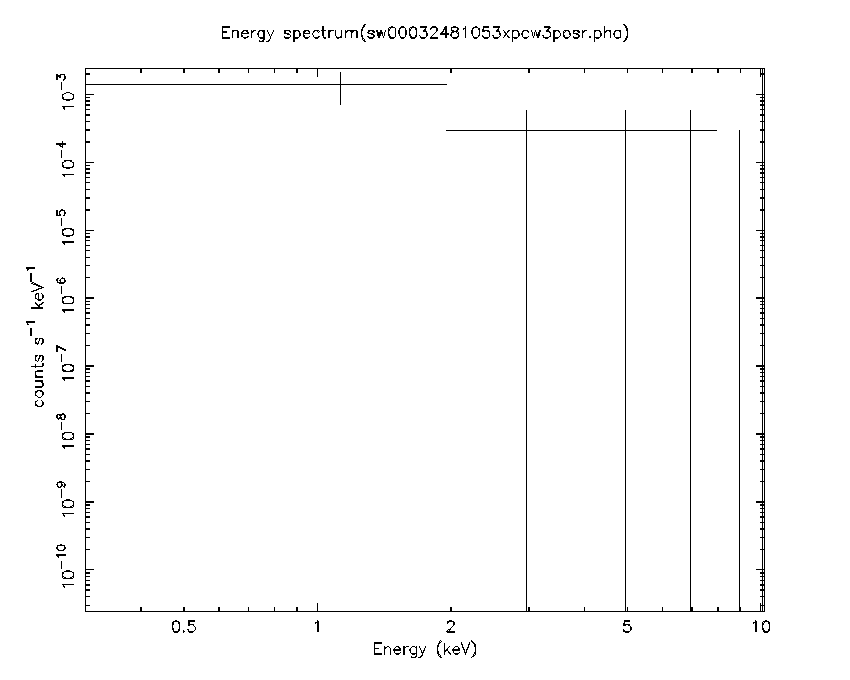 Energy spectrum(sw00032481053xpcw3posr.pha)
counts s⁻¹ keV⁻¹
10⁻³
10⁻⁴
10⁻⁵
10⁻⁶
10⁻⁷
10⁻⁸
10⁻⁹
10⁻¹⁰
0.5 1 2 5 10
Energy (keV)